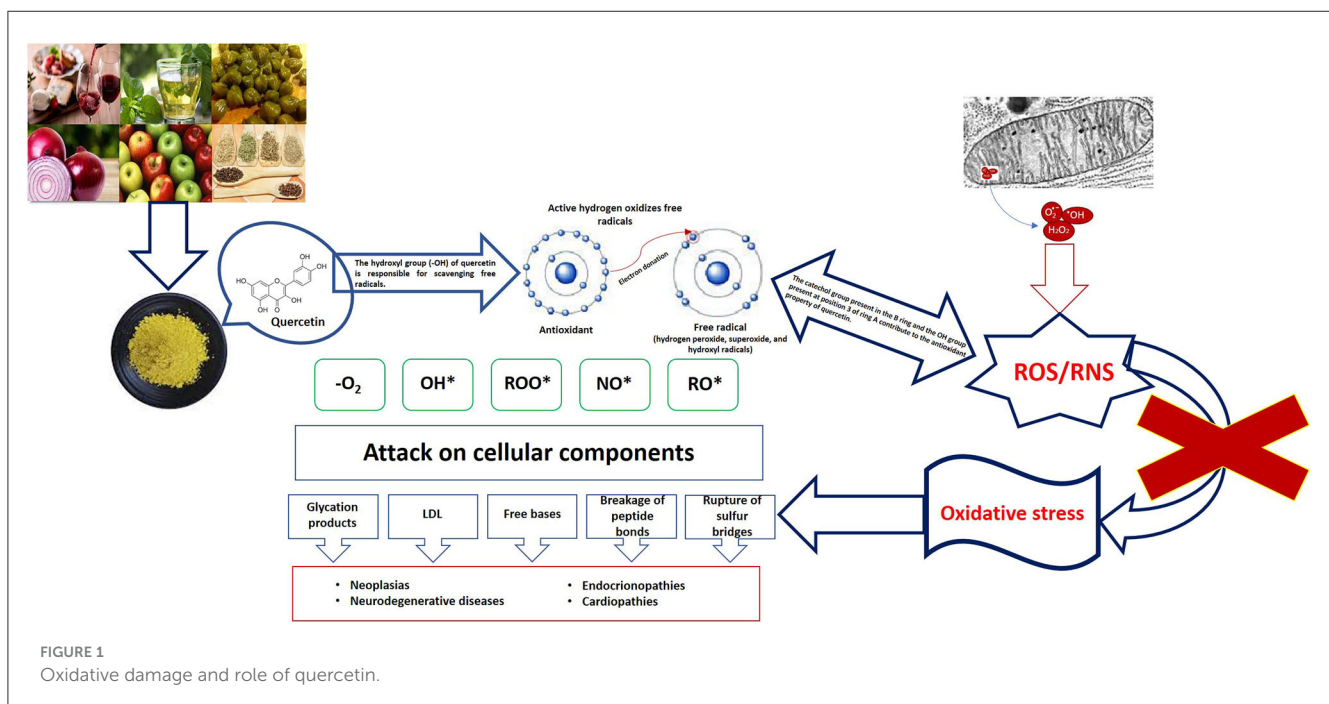 O₂•⁻
•OH
H₂O₂
Active hydrogen oxidizes free
radicals
The hydroxyl group (-OH) of quercetin
is responsible for scavenging free
radicals.
OH
OH
HO
O
OH
OH
O
Quercetin
Electron donation
Antioxidant
Free radical
(hydrogen peroxide, superoxide, and
hydroxyl radicals)
The catechol group present in the B ring and the OH group
present at position 3 of ring A contribute to the antioxidant
property of quercetin.
ROS/RNS
-O₂
OH*
ROO*
NO*
RO*
Attack on cellular components
Glycation
products
LDL
Free bases
Breakage of
peptide
bonds
Rupture of
sulfur
bridges
Oxidative stress
• Neoplasias
• Neurodegenerative diseases
• Endocrionopathies
• Cardiopathies
FIGURE 1
Oxidative damage and role of quercetin.